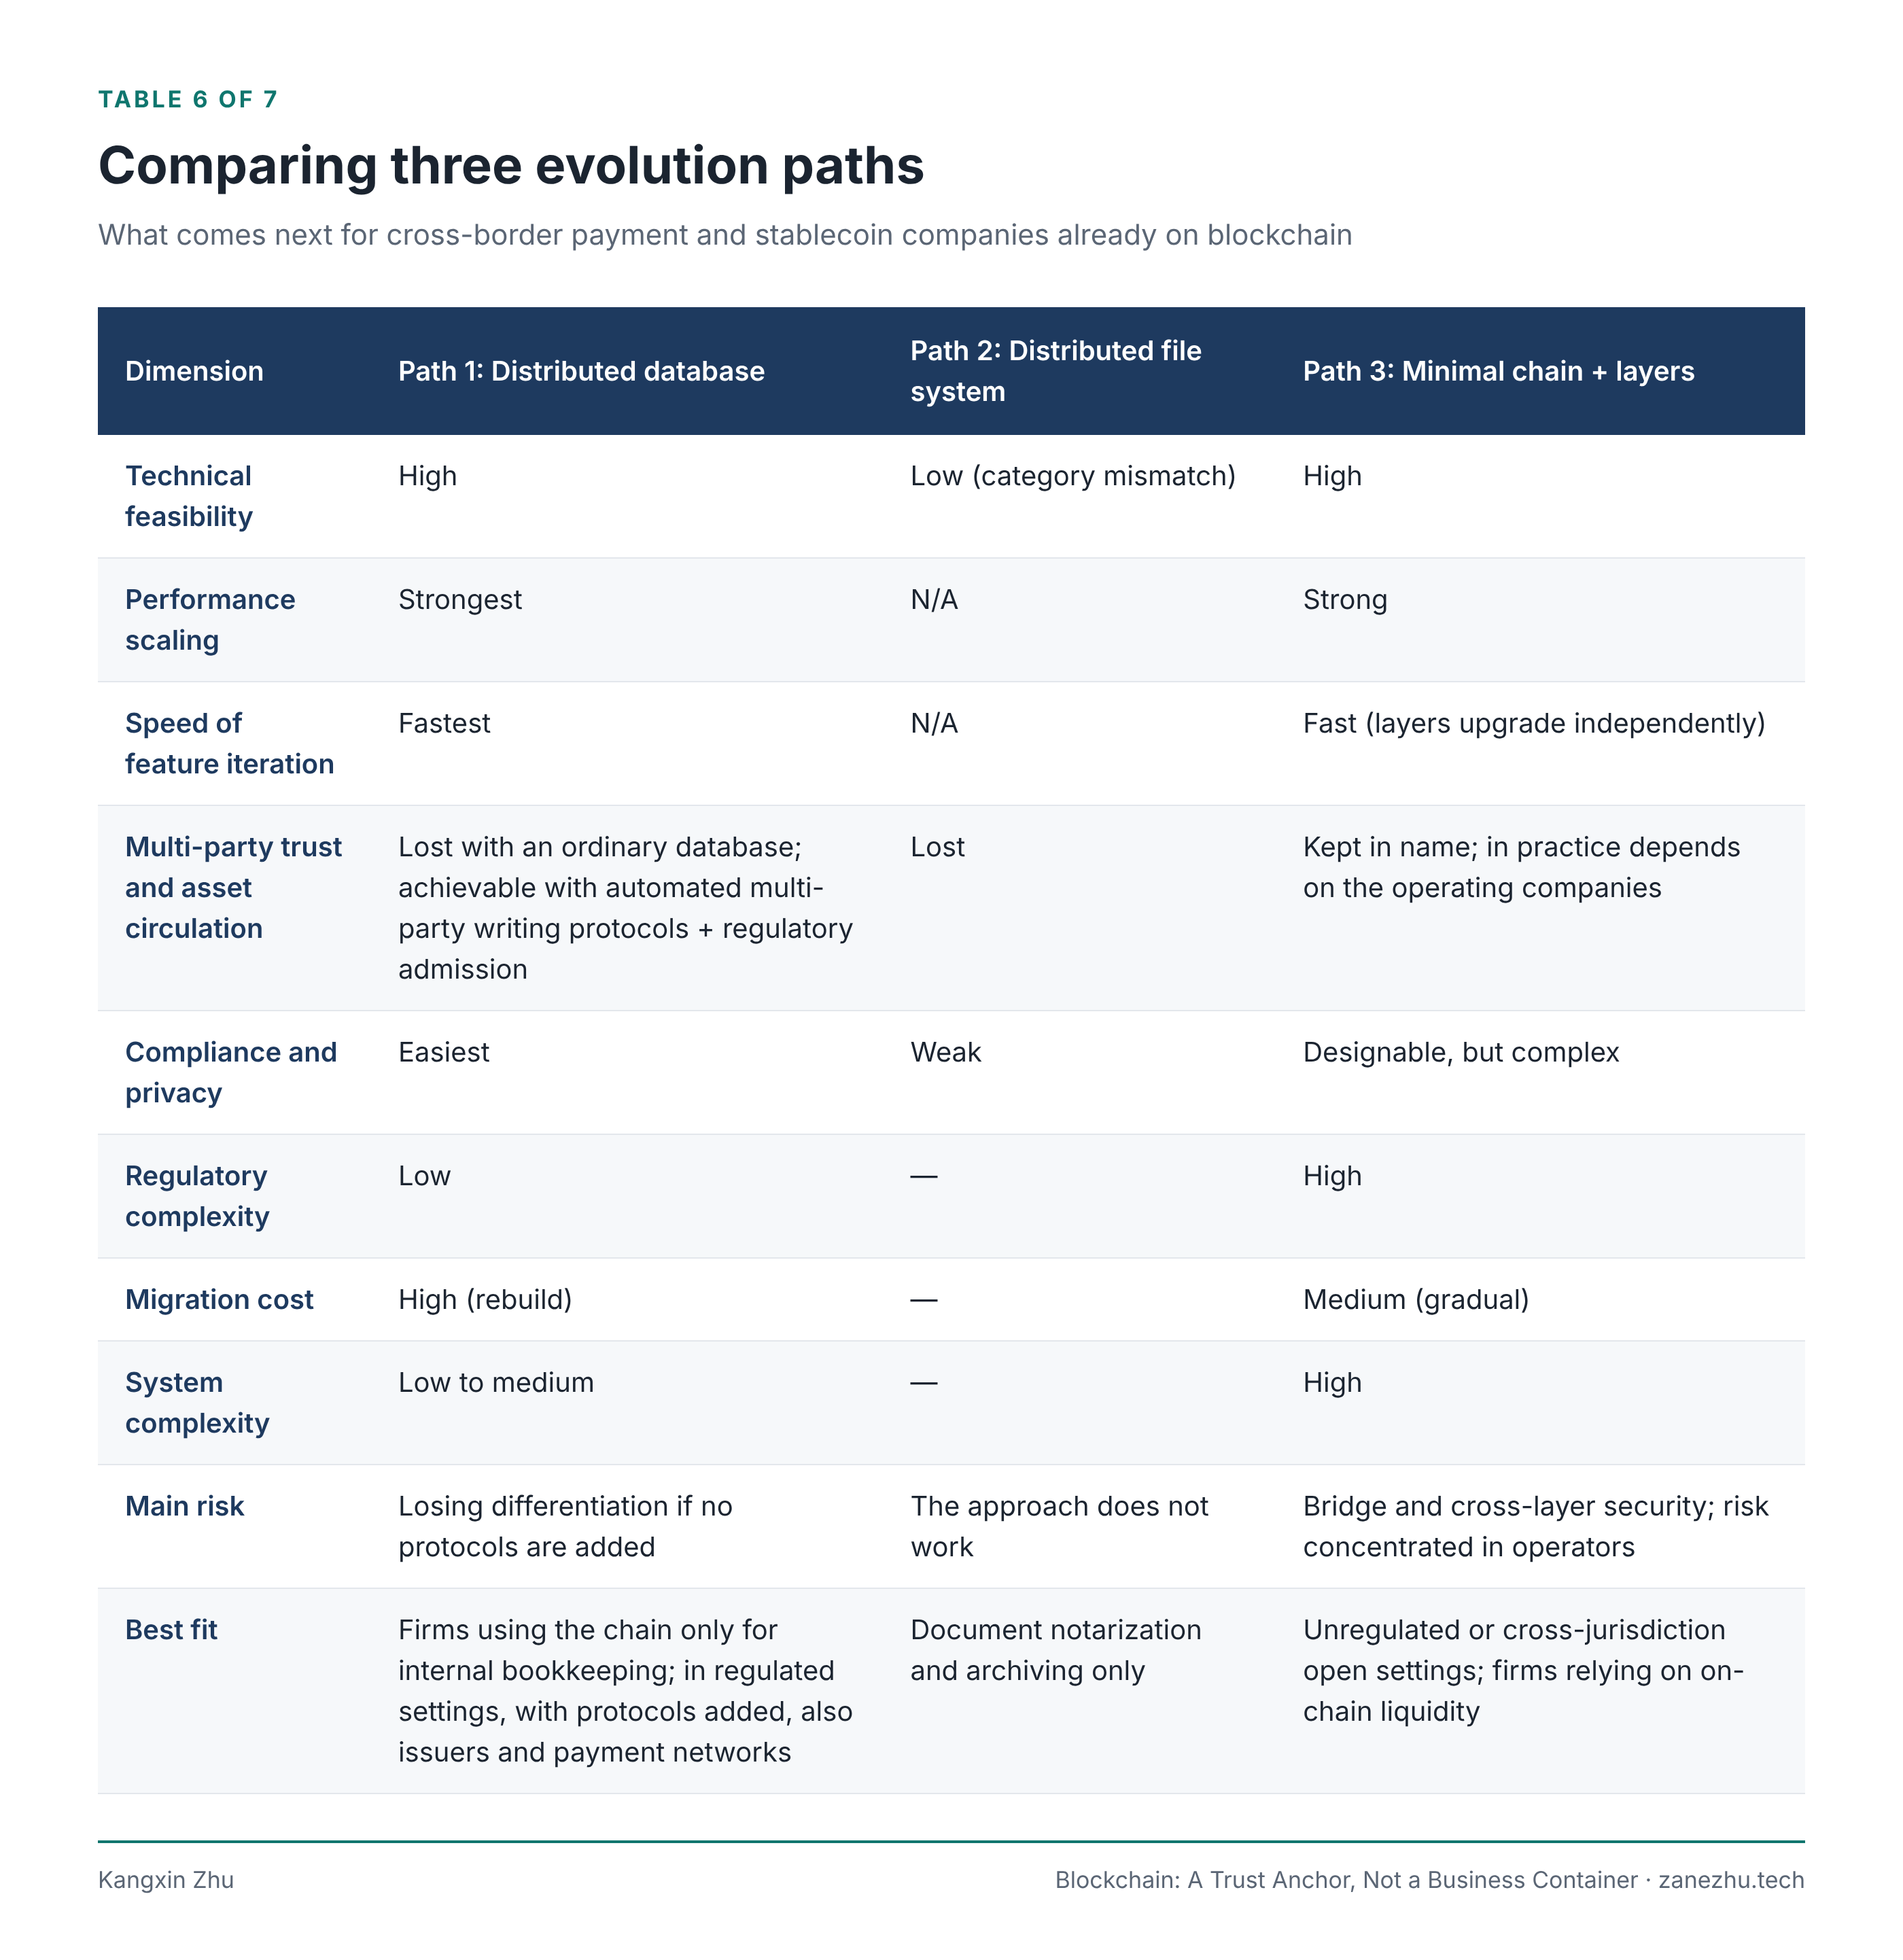 TABLE 6 OF 7
Comparing three evolution paths
What comes next for cross-border payment and stablecoin companies already on blockchain
Dimension
Path 1: Distributed database
Path 2: Distributed file
system
Path 3: Minimal chain + layers
Technical
feasibility
High
Low (category mismatch)
High
Performance
scaling
Strongest
N/A
Strong
Speed of
feature iteration
Fastest
N/A
Fast (layers upgrade independently)
Multi-party trust
and asset
circulation
Lost with an ordinary database;
achievable with automated multi-
party writing protocols + regulatory
admission
Lost
Kept in name; in practice depends
on the operating companies
Compliance and
privacy
Easiest
Weak
Designable, but complex
Regulatory
complexity
Low
—
High
Migration cost
High (rebuild)
—
Medium (gradual)
System
complexity
Low to medium
—
High
Main risk
Losing differentiation if no
protocols are added
The approach does not
work
Bridge and cross-layer security; risk
concentrated in operators
Best fit
Firms using the chain only for
internal bookkeeping; in regulated
settings, with protocols added, also
issuers and payment networks
Document notarization
and archiving only
Unregulated or cross-jurisdiction
open settings; firms relying on on-
chain liquidity
Kangxin Zhu
Blockchain: A Trust Anchor, Not a Business Container · zanezhu.tech